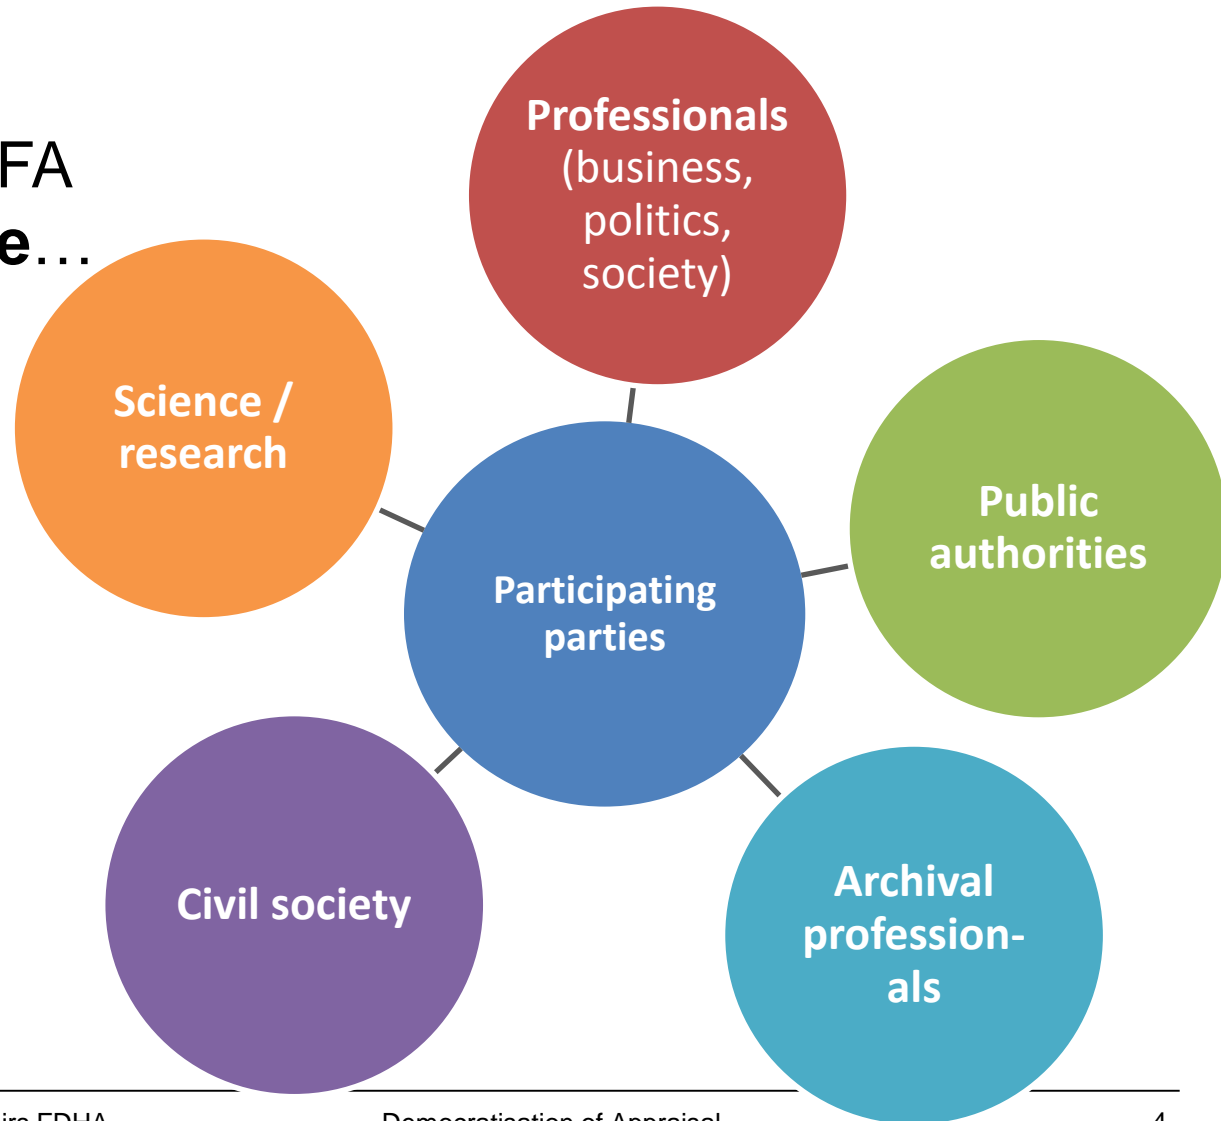 FA
e…
Professionals
(business,
politics,
society)
Science /
research
Public
authorities
Participating
parties
Civil society
Archival
profession-
als
FDHA
Democratisation of Appraisal
4